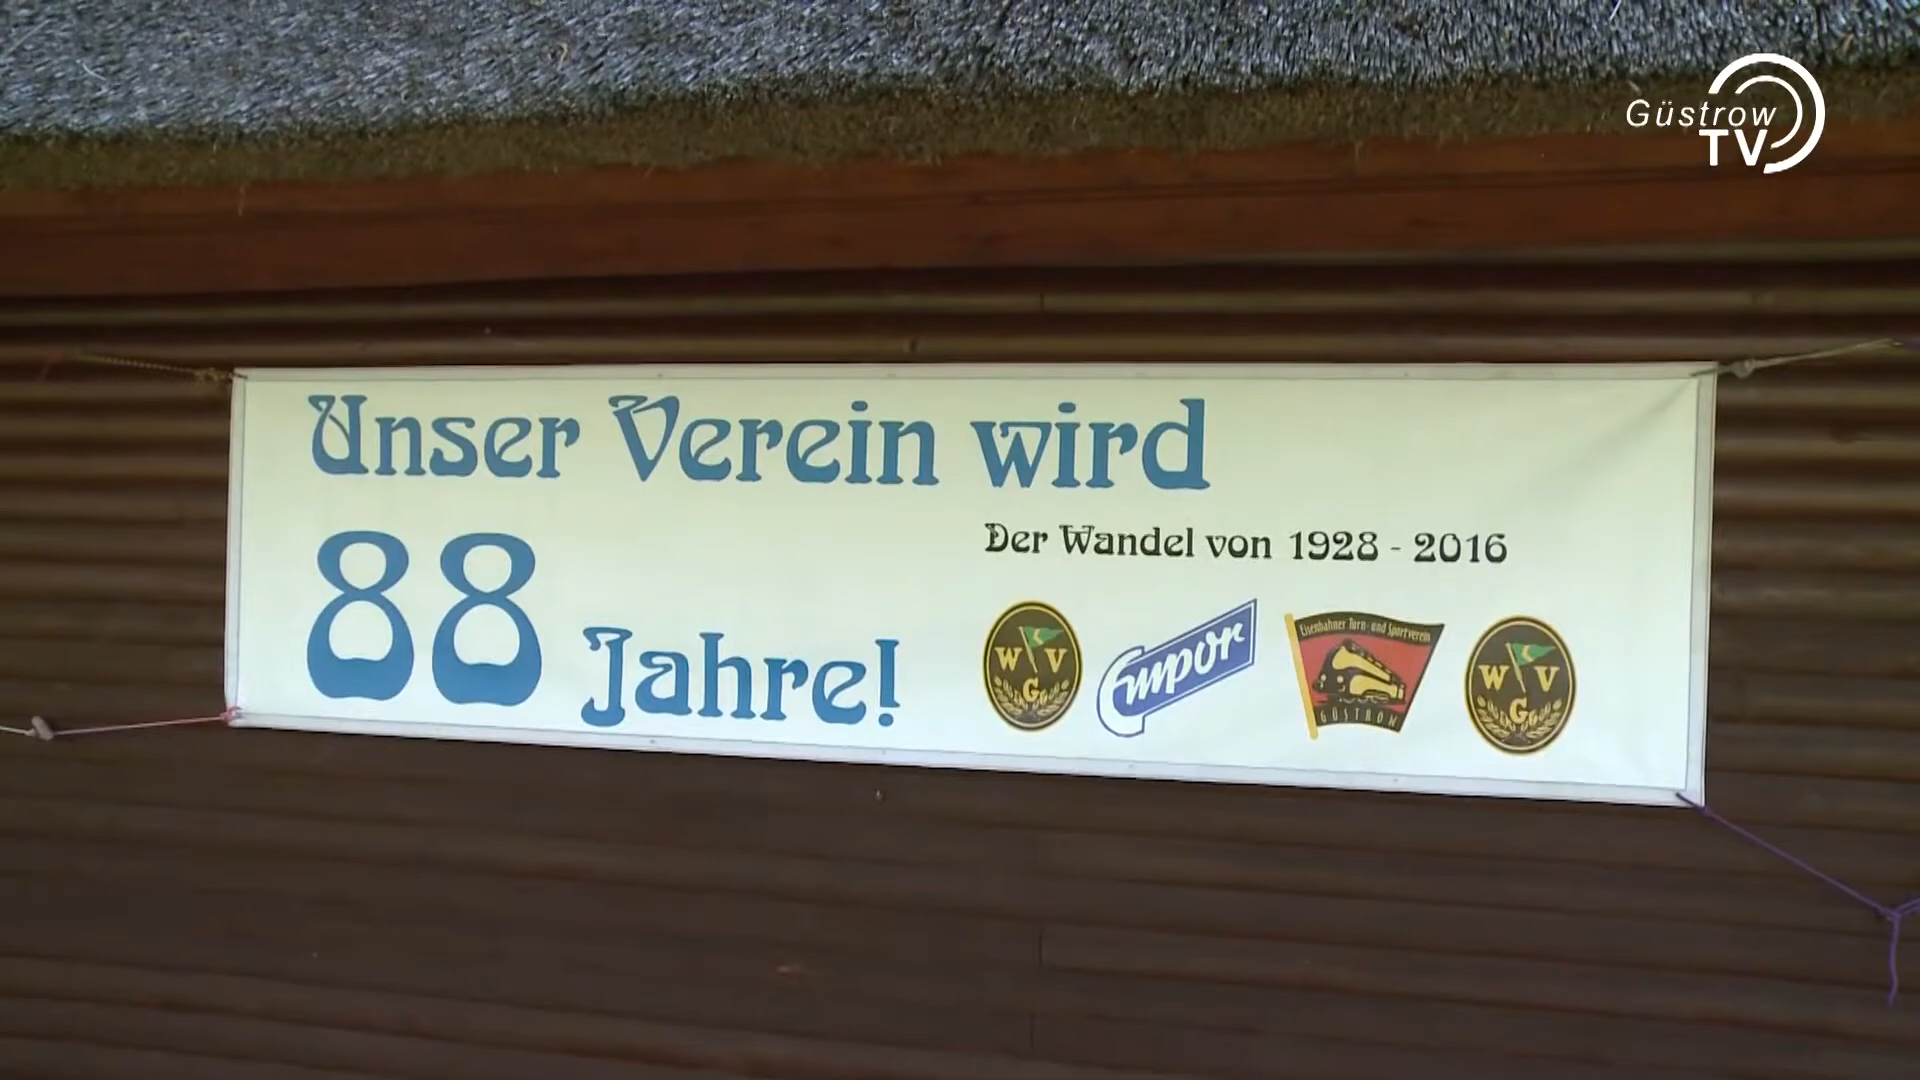 Güstrow
TV
Unser Verein wird
88 Jahre!
Der Wandel von 1928 - 2016
W V
G
Empor
Eisenbahner Turn- und Sportverein
GÜSTROW
W V
G